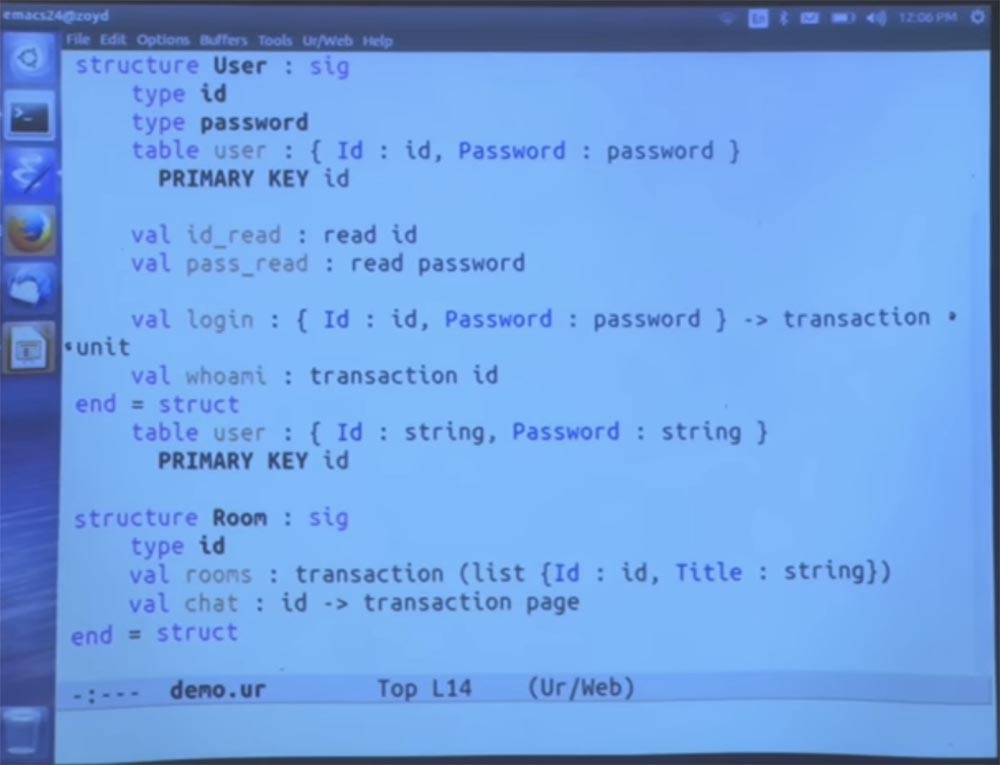 emacs24@zoyd
En
12:06 PM
File Edit Options Buffers Tools Ur/Web Help
structure User : sig
type id
type password
table user : { Id : id, Password : password }
PRIMARY KEY id
val id_read : read id
val pass_read : read password
val login : { Id : id, Password : password } -> transaction
unit
val whoami : transaction id
end = struct
table user : { Id : string, Password : string }
PRIMARY KEY id
structure Room : sig
type id
val rooms : transaction (list {Id : id, Title : string})
val chat : id -> transaction page
end = struct
-:--- demo.ur Top L14 (Ur/Web)